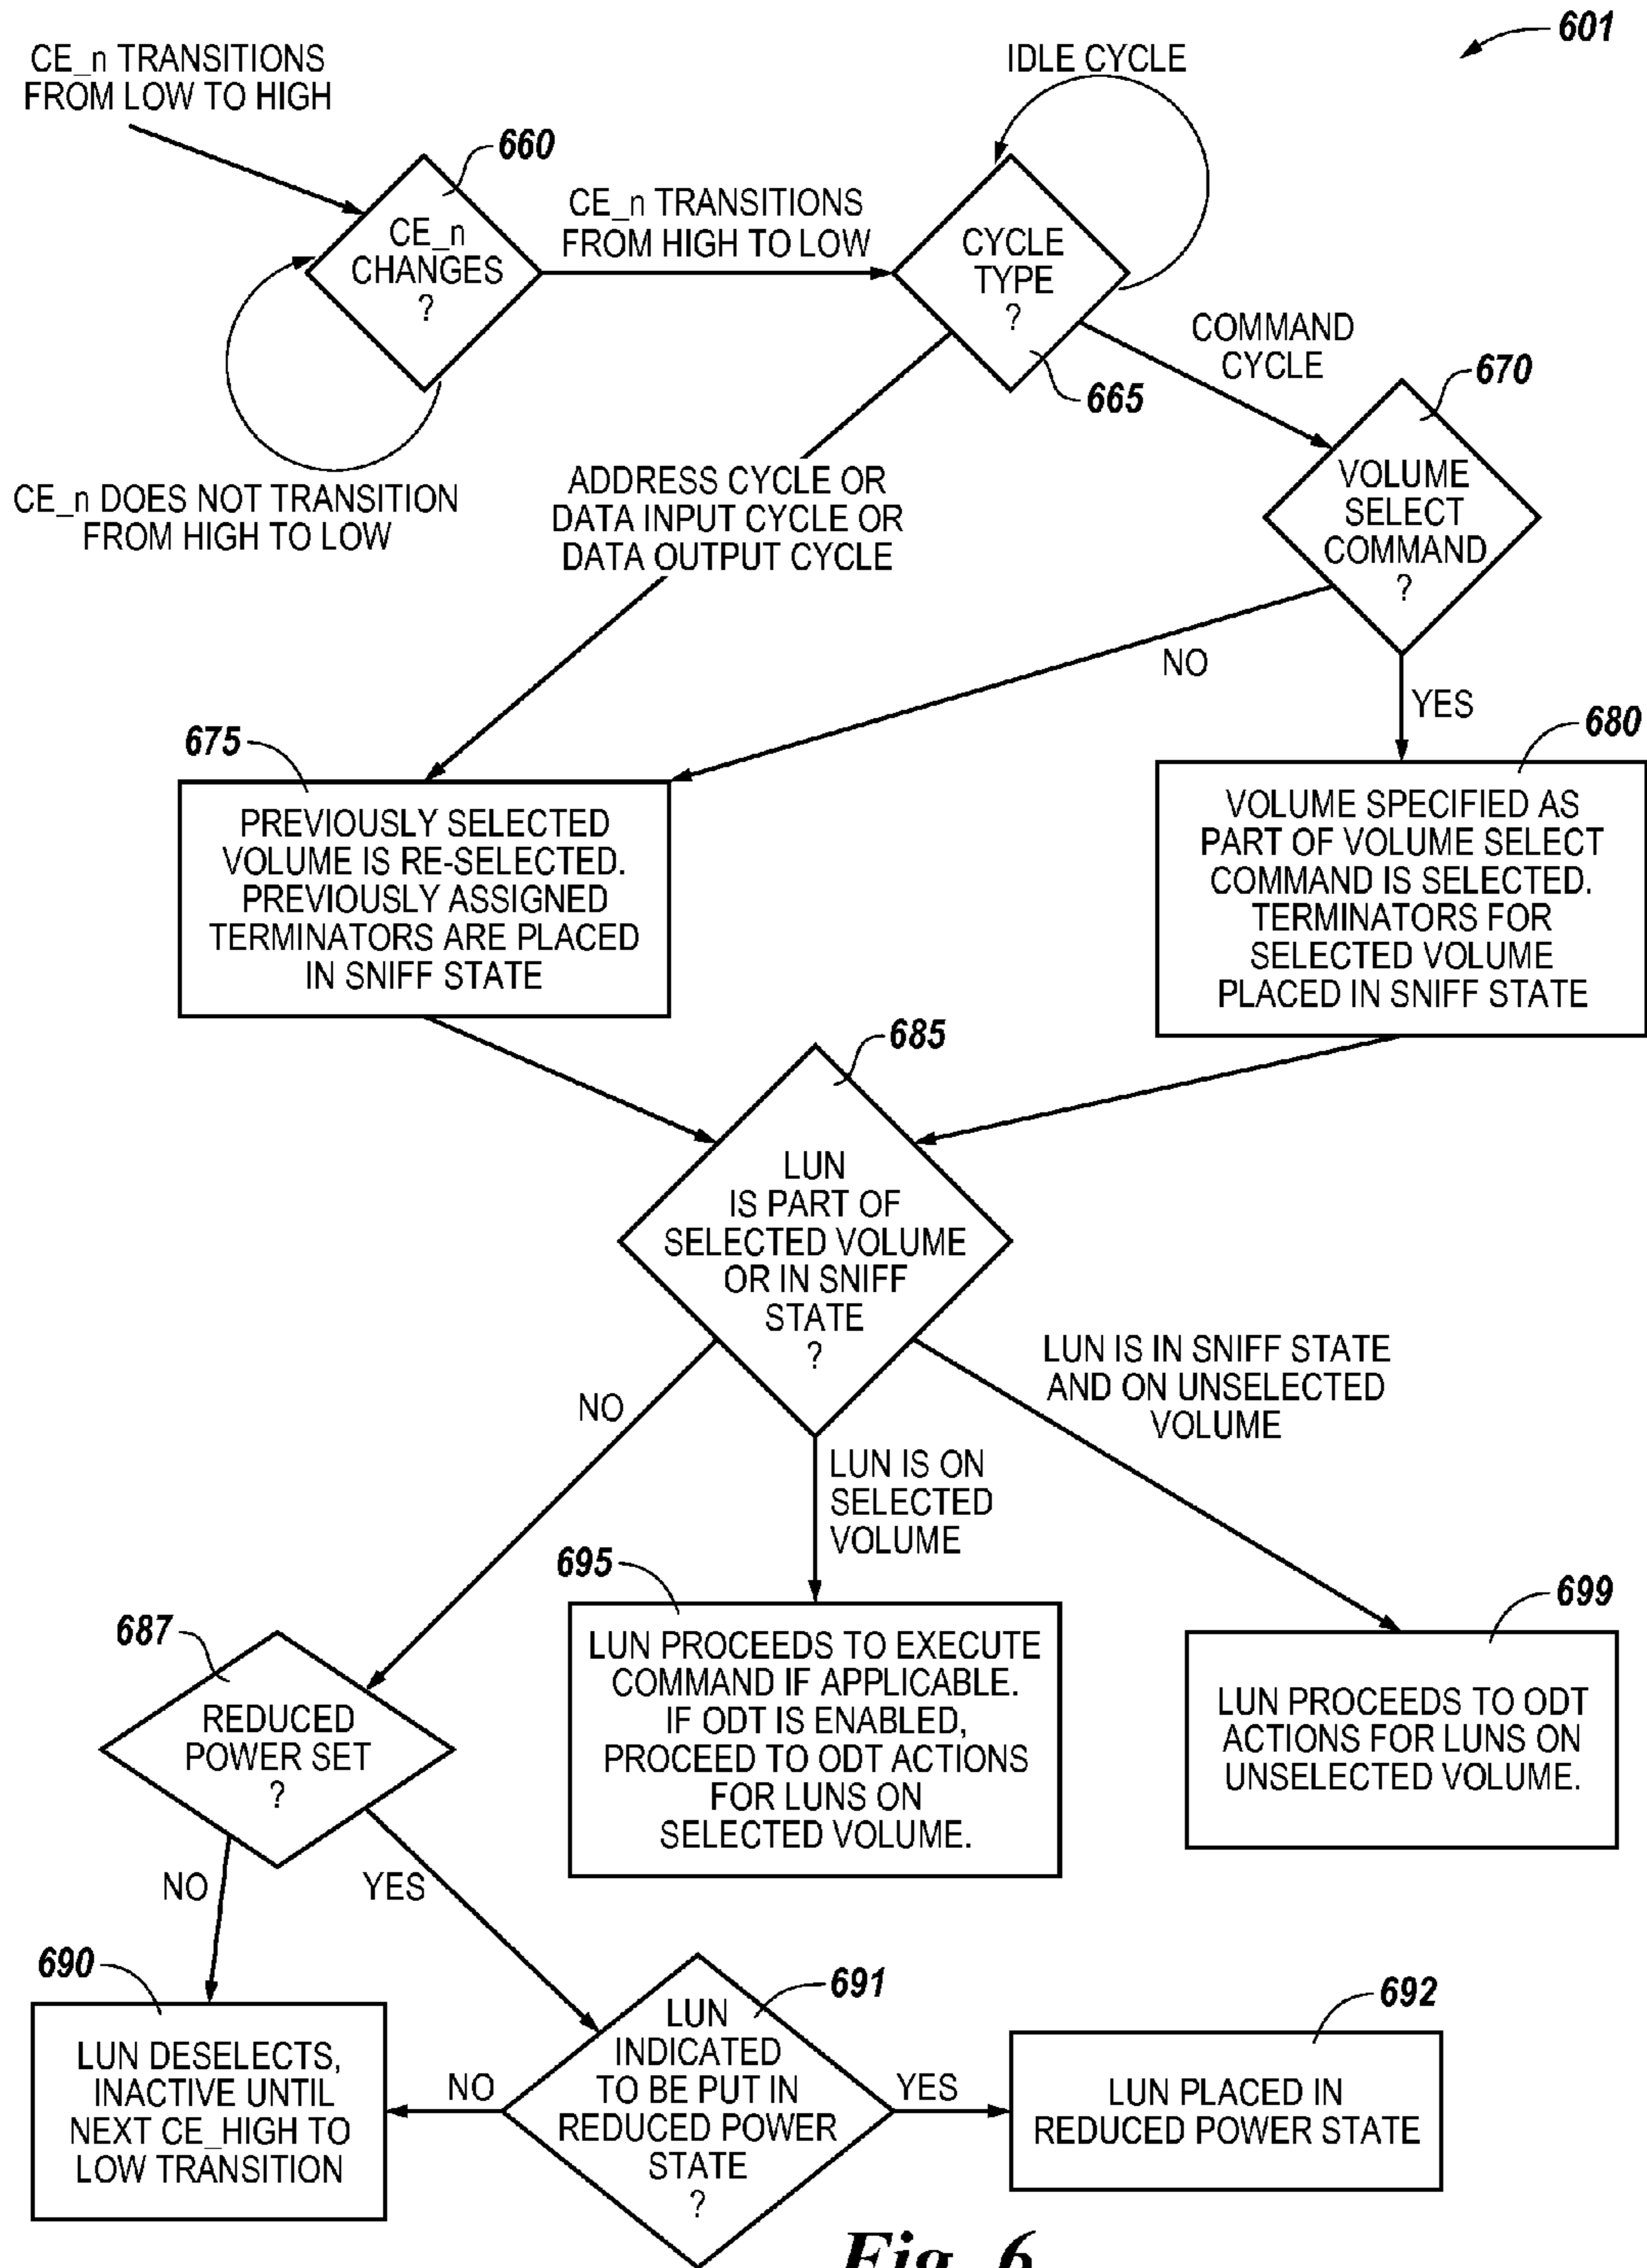 601
CE_n TRANSITIONS
FROM LOW TO HIGH
IDLE CYCLE
660
CE_n
CHANGES
?
CE_n TRANSITIONS
FROM HIGH TO LOW
CYCLE
TYPE
?
665
COMMAND
CYCLE
670
CE_n DOES NOT TRANSITION
FROM HIGH TO LOW
ADDRESS CYCLE OR
DATA INPUT CYCLE OR
DATA OUTPUT CYCLE
VOLUME
SELECT
COMMAND
?
NO
YES
675
PREVIOUSLY SELECTED
VOLUME IS RE-SELECTED.
PREVIOUSLY ASSIGNED
TERMINATORS ARE PLACED
IN SNIFF STATE
680
VOLUME SPECIFIED AS
PART OF VOLUME SELECT
COMMAND IS SELECTED.
TERMINATORS FOR
SELECTED VOLUME
PLACED IN SNIFF STATE
685
LUN
IS PART OF
SELECTED VOLUME
OR IN SNIFF
STATE
?
NO
LUN IS ON
SELECTED
VOLUME
LUN IS IN SNIFF STATE
AND ON UNSELECTED
VOLUME
687
REDUCED
POWER SET
?
695
LUN PROCEEDS TO EXECUTE
COMMAND IF APPLICABLE.
IF ODT IS ENABLED,
PROCEED TO ODT ACTIONS
FOR LUNS ON
SELECTED VOLUME.
699
LUN PROCEEDS TO ODT
ACTIONS FOR LUNS ON
UNSELECTED VOLUME.
NO
YES
690
LUN DESELECTS,
INACTIVE UNTIL
NEXT CE_HIGH TO
LOW TRANSITION
NO
691
LUN
INDICATED
TO BE PUT IN
REDUCED POWER
STATE
?
YES
692
LUN PLACED IN
REDUCED POWER STATE
Fig. 6